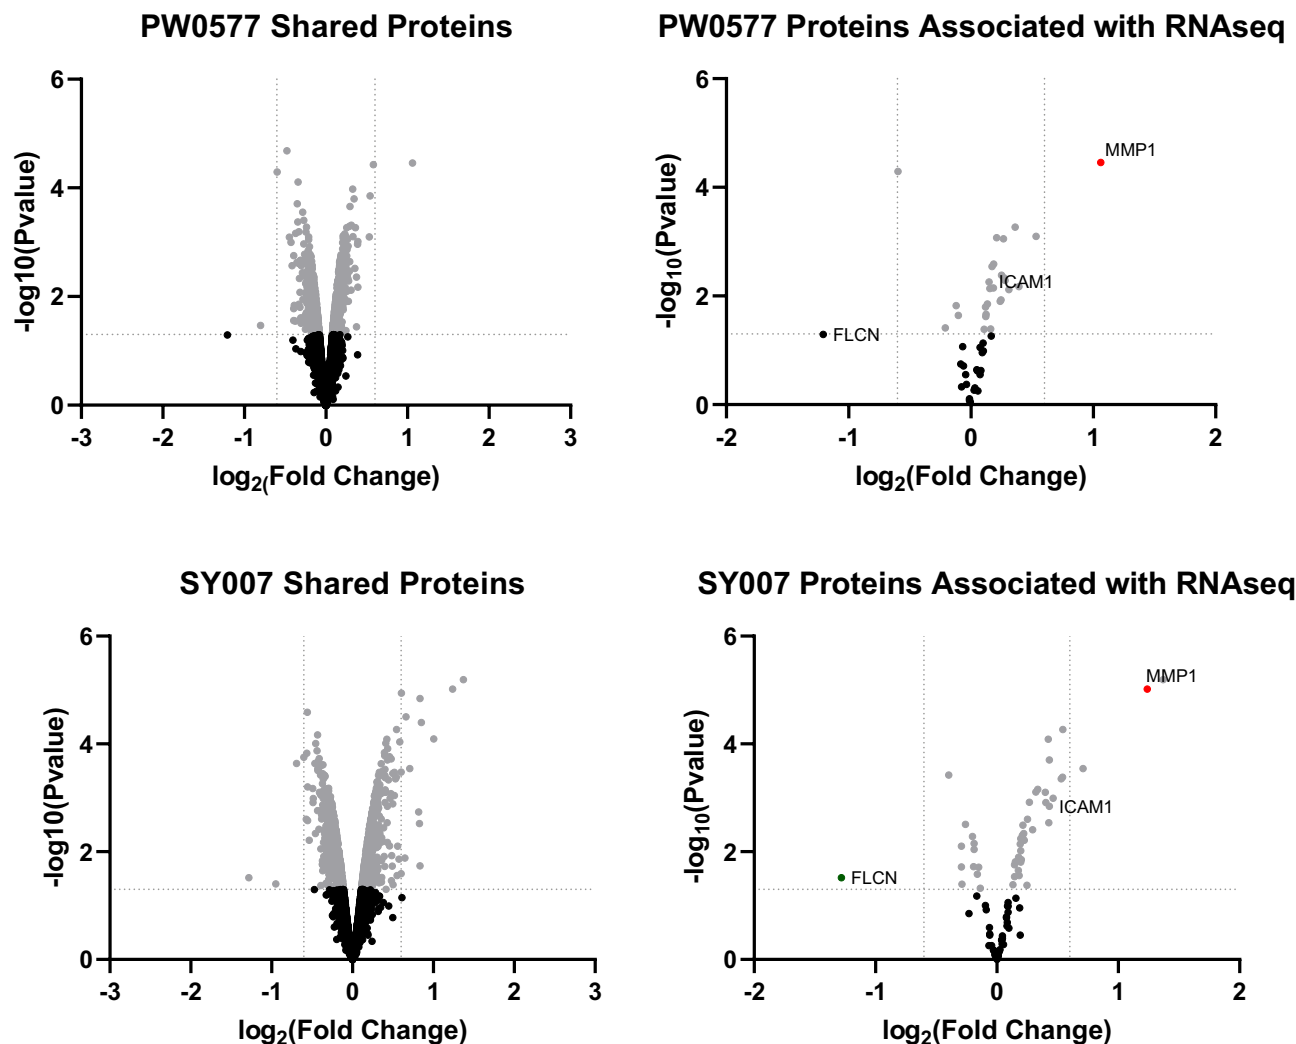 PW0577 Shared Proteins
PW0577 Proteins Associated with RNAseq
6
4
2
0
-log10(Pvalue)
-3
-2
-1
0
1
2
3
log2((Fold Change)
6
4
2
0
-log10(Pvalue)
MMP1
ICAM1
FLCN
-2
-1
0
1
2
log2(Fold Change)
SY007 Shared Proteins
SY007 Proteins Associated with RNAseq
6
4
2
0
-log10(Pvalue)
-3
-2
-1
0
1
2
3
log2(Fold Change)
6
4
2
0
-log10(Pvalue)
MMP1
ICAM1
FLCN
-2
-1
0
1
2
log2(Fold Change)